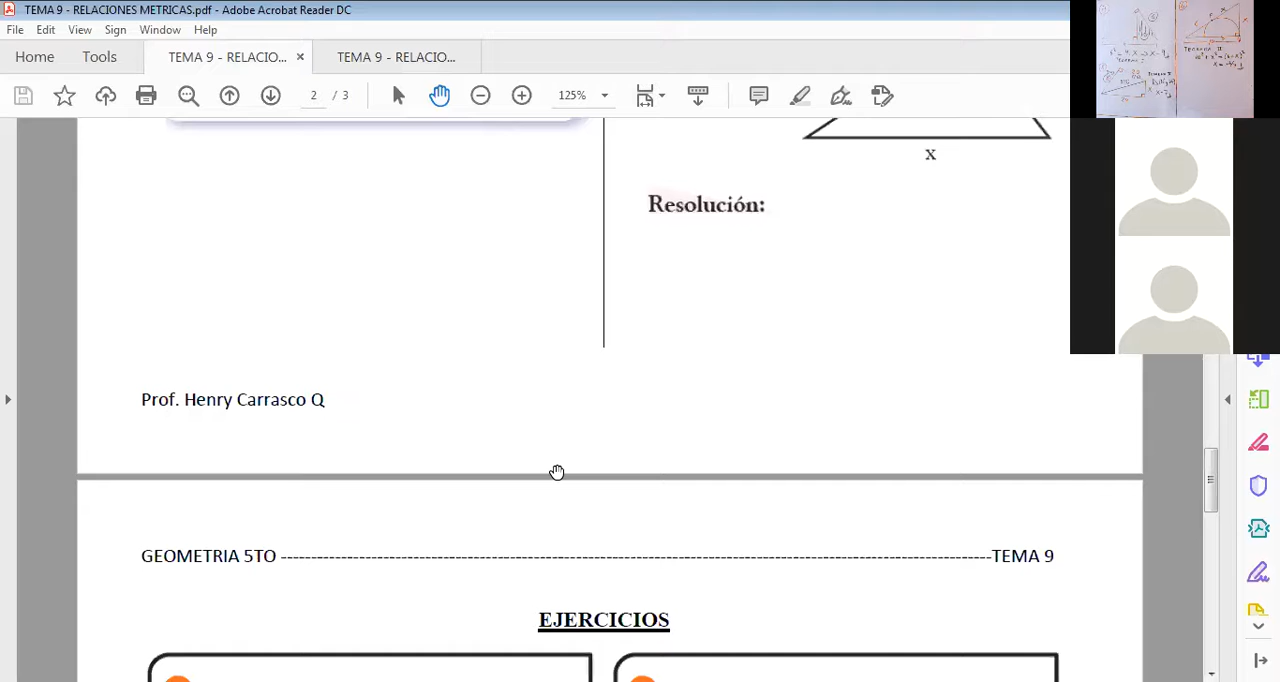 TEMA 9 - RELACIONES METRICAS.pdf - Adobe Acrobat Reader DC
File Edit View Sign Window Help
Home Tools TEMA 9 - RELACIO... × TEMA 9 - RELACIO...
2 / 3 125%
x
Resolución:
Prof. Henry Carrasco Q
GEOMETRIA 5TO -----------------------------------------------------------------------------------------------------TEMA 9
EJERCICIOS